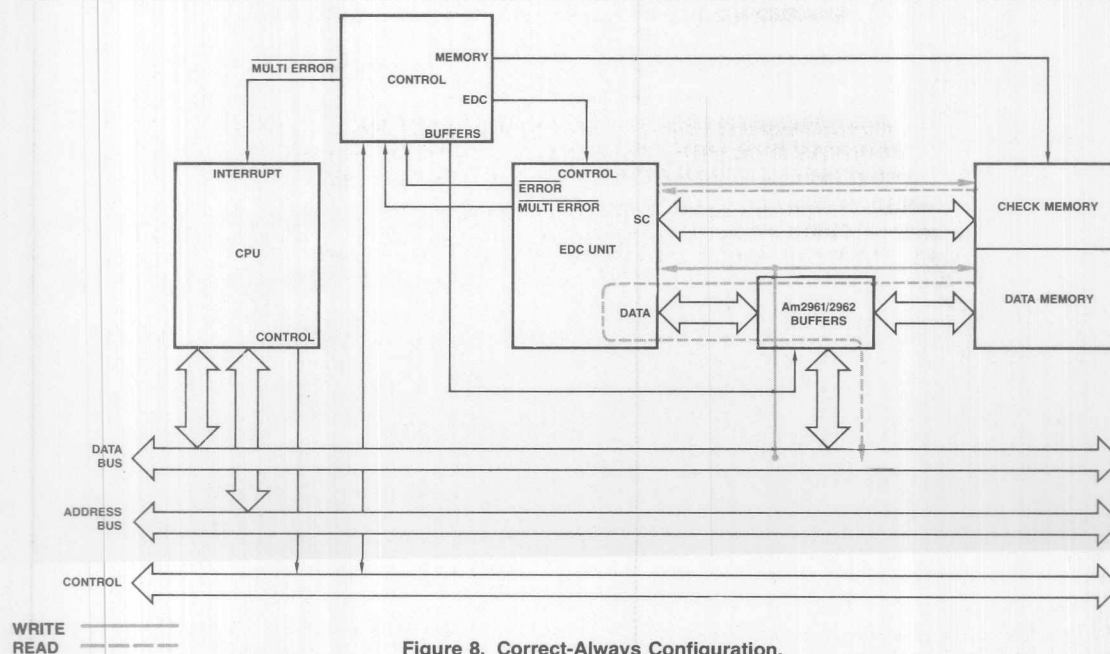 MEMORY
MULTI ERROR
CONTROL
EDC
BUFFERS
INTERRUPT
CPU
CONTROL
CONTROL
ERROR
MULTI ERROR
SC
EDC UNIT
DATA
CHECK MEMORY
DATA MEMORY
Am2961/2962
BUFFERS
DATA
BUS
ADDRESS
BUS
CONTROL
WRITE
READ
Figure 8. Correct-Always Configuration.